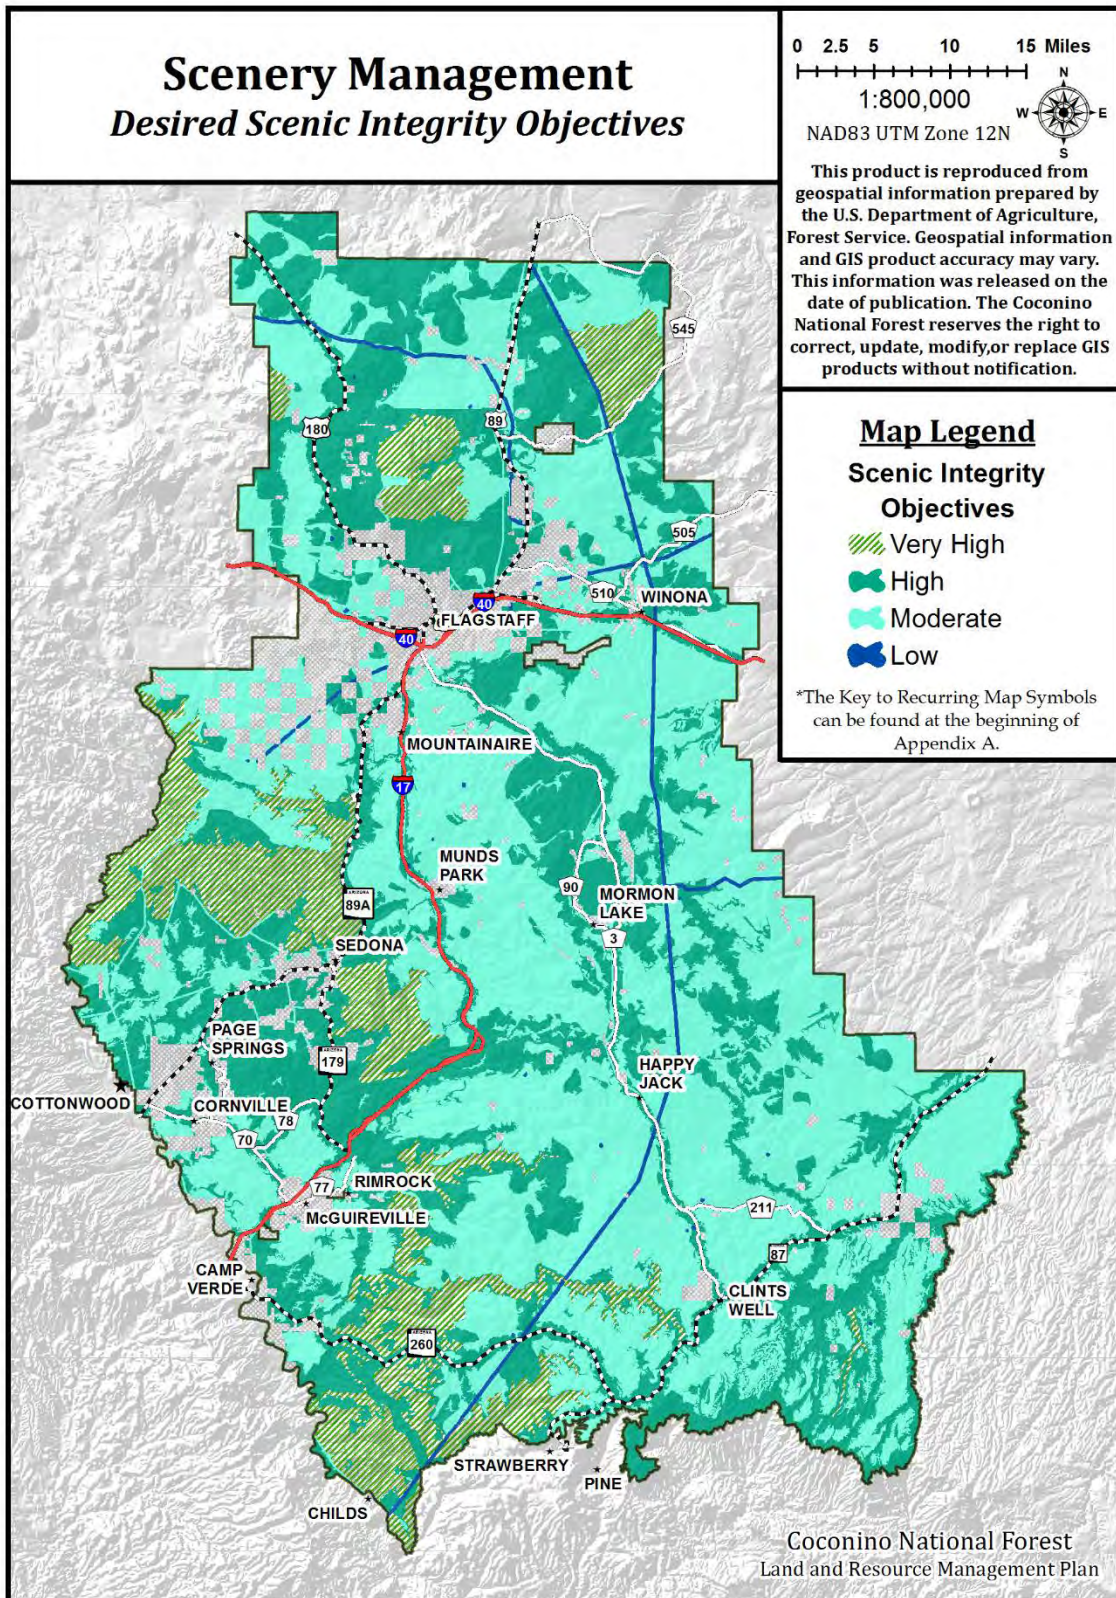 Scenery Management
Desired Scenic Integrity Objectives
0 2.5 5 10 15 Miles
1:800,000
NAD83 UTM Zone 12N
N
W E
S
This product is reproduced from
geospatial information prepared by
the U.S. Department of Agriculture,
Forest Service. Geospatial information
and GIS product accuracy may vary.
This information was released on the
date of publication. The Coconino
National Forest reserves the right to
correct, update, modify,or replace GIS
products without notification.
Map Legend
Scenic Integrity
Objectives
Very High
High
Moderate
Low
*The Key to Recurring Map Symbols
can be found at the beginning of
Appendix A.
545
180
89
505
510
WINONA
40
FLAGSTAFF
40
MOUNTAINAIRE
17
MUNDS
PARK
90
MORMON
LAKE
ARIZONA
89A
3
SEDONA
PAGE
SPRINGS
ARIZONA
179
HAPPY
JACK
COTTONWOOD
CORNVILLE
78
70
77
RIMROCK
McGUIREVILLE
211
87
CAMP
VERDE
CLINTS
WELL
ARIZONA
260
STRAWBERRY
PINE
CHILDS
Coconino National Forest
Land and Resource Management Plan